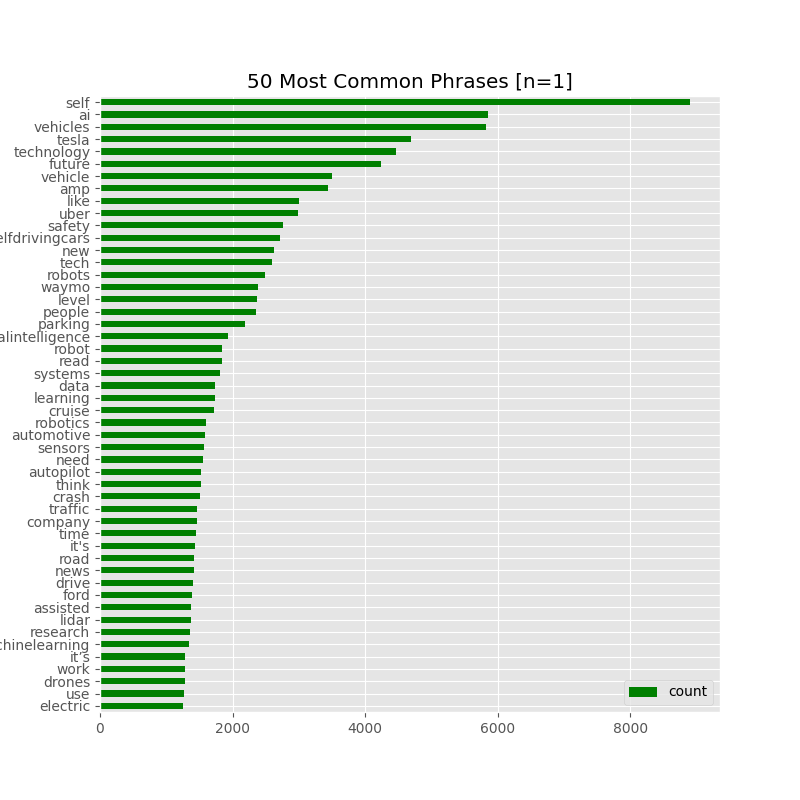 50 Most Common Phrases [n=1]
self
ai
vehicles
tesla
technology
future
vehicle
amp
like
uber
safety
elfdrivingcars
new
tech
robots
waymo
level
people
parking
alintelligence
robot
read
systems
data
learning
cruise
robotics
automotive
sensors
need
autopilot
think
crash
traffic
company
time
it's
road
news
drive
ford
assisted
lidar
research
chinelearning
it’s
work
drones
use
electric
count
0 2000 4000 6000 8000